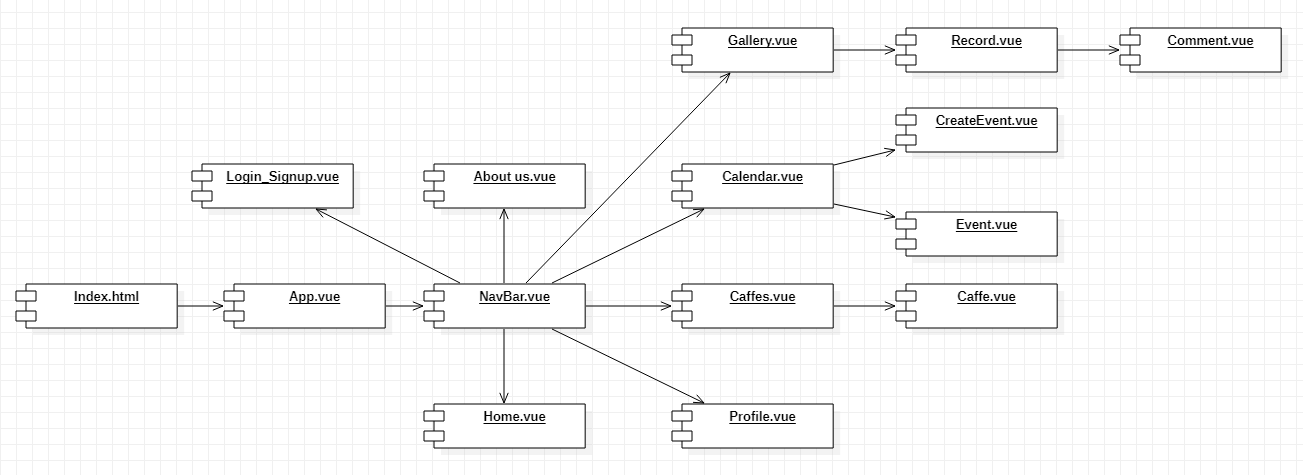 Gallery.vue
Record.vue
Comment.vue
CreateEvent.vue
Login_Signup.vue
About us.vue
Calendar.vue
Event.vue
Index.html
App.vue
NavBar.vue
Caffes.vue
Caffe.vue
Home.vue
Profile.vue